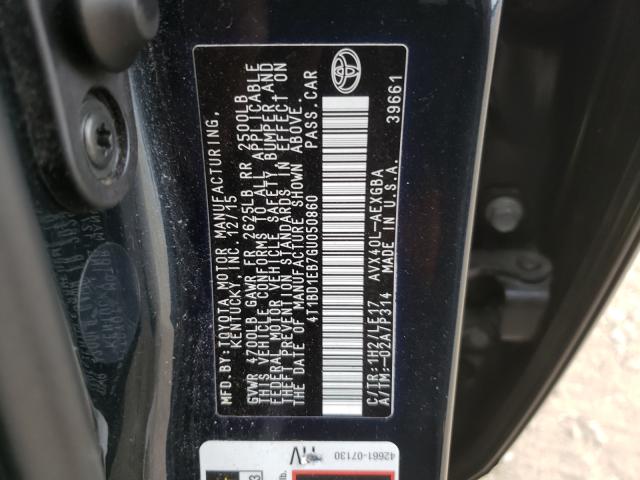 MFD.BY: TOYOTA MOTOR MANUFACTURING,
KENTUCKY, INC. 12/15
GVWR 4700LB GAWR FR 2625LB RR 2500LB
THIS VEHICLE CONFORMS TO ALL APPLICABLE
FEDERAL MOTOR VEHICLE SAFETY, BUMPER, AND
THEFT PREVENTION STANDARDS IN EFFECT ON
THE DATE OF MANUFACTURE SHOWN ABOVE.
4T1BD1EB7GU050860 PASS.CAR
C/TR: 1H2/LE17 AVX40L-AEXGBA
A/TM:-02A/P314 MADE IN U.S.A. 39661
42661-07130